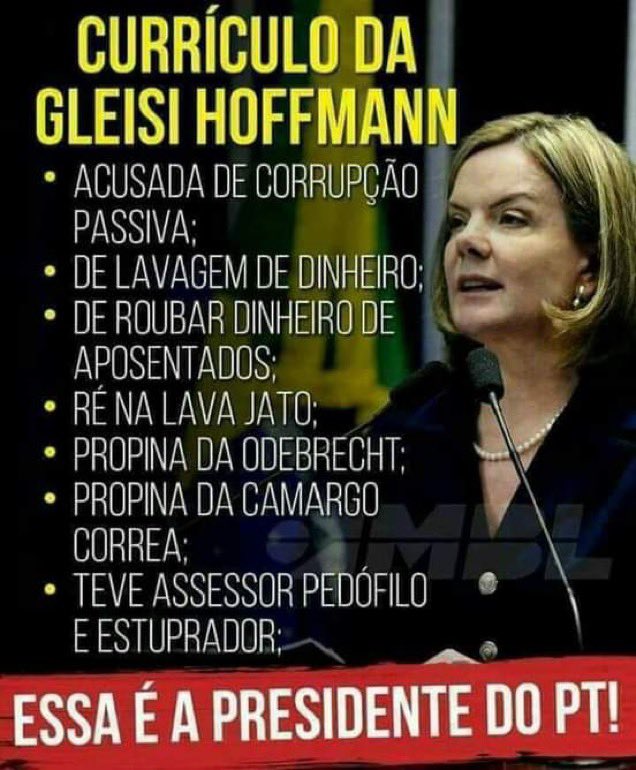 CURRÍCULO DA
GLEISI HOFFMANN
• ACUSADA DE CORRUPÇÃO
PASSIVA;
• DE LAVAGEM DE DINHEIRO;
• DE ROUBAR DINHEIRO DE
APOSENTADOS;
• RÉ NA LAVA JATO;
• PROPINA DA ODEBRECHT;
• PROPINA DA CAMARGO
CORREA;
• TEVE ASSESSOR PEDÓFILO
E ESTUPRADOR;
MBL
ESSA É A PRESIDENTE DO PT!